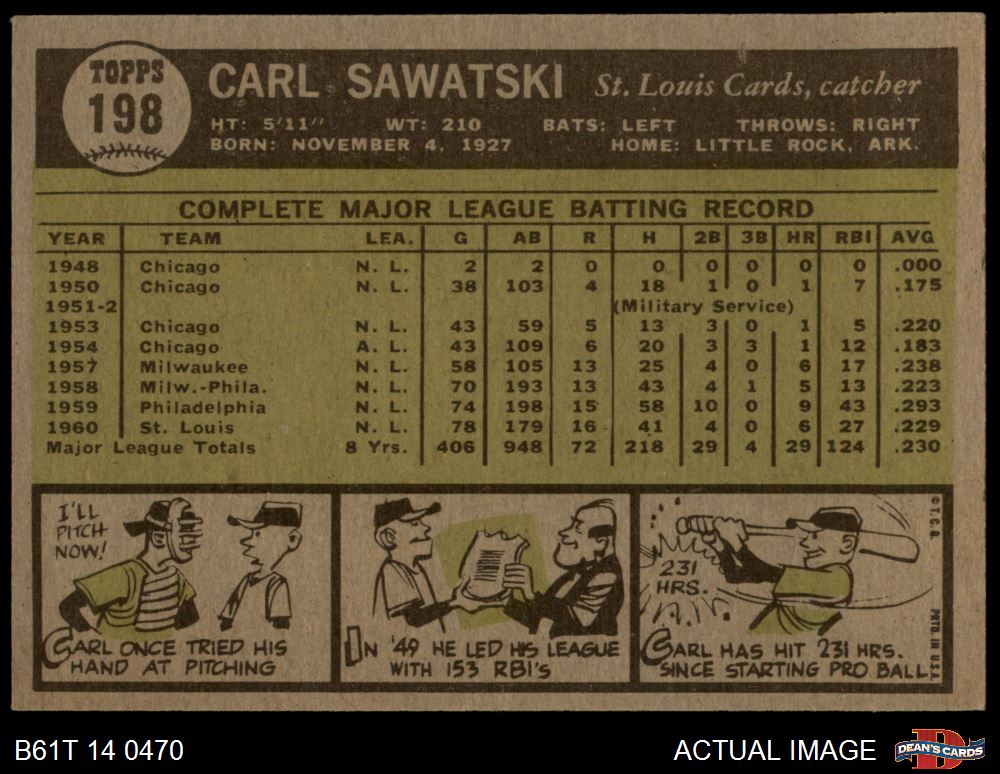 TOPPS
198
CARL SAWATSKI St. Louis Cards, catcher
HT: 5'11" WT: 210 BATS: LEFT THROWS: RIGHT
BORN: NOVEMBER 4, 1927 HOME: LITTLE ROCK, ARK.
COMPLETE MAJOR LEAGUE BATTING RECORD
YEAR TEAM LEA. G AB R H 2B 3B HR RBI AVG
1948 Chicago N. L. 2 2 0 0 0 0 0 0 .000
1950 Chicago N. L. 38 103 4 18 1 0 1 7 .175
1951-2 (Military Service)
1953 Chicago N. L. 43 59 5 13 3 0 1 5 .220
1954 Chicago A. L. 43 109 6 20 3 3 1 12 .183
1957 Milwaukee N. L. 58 105 13 25 4 0 6 17 .238
1958 Milw.-Phila. N. L. 70 193 13 43 4 1 5 13 .223
1959 Philadelphia N. L. 74 198 15 58 10 0 9 43 .293
1960 St. Louis N. L. 78 179 16 41 4 0 6 27 .229
Major League Totals 8 Yrs. 406 948 72 218 29 4 29 124 .230
I'LL
PITCH
NOW!
CARL ONCE TRIED HIS
HAND AT PITCHING
IN '49 HE LED HIS LEAGUE
WITH 153 RBI'S
231
HRS.
CARL HAS HIT 231 HRS.
SINCE STARTING PRO BALL
© T.C.G.
PRTD. IN U.S.A.
B61T 14 0470
ACTUAL IMAGE
DEAN'S CARDS